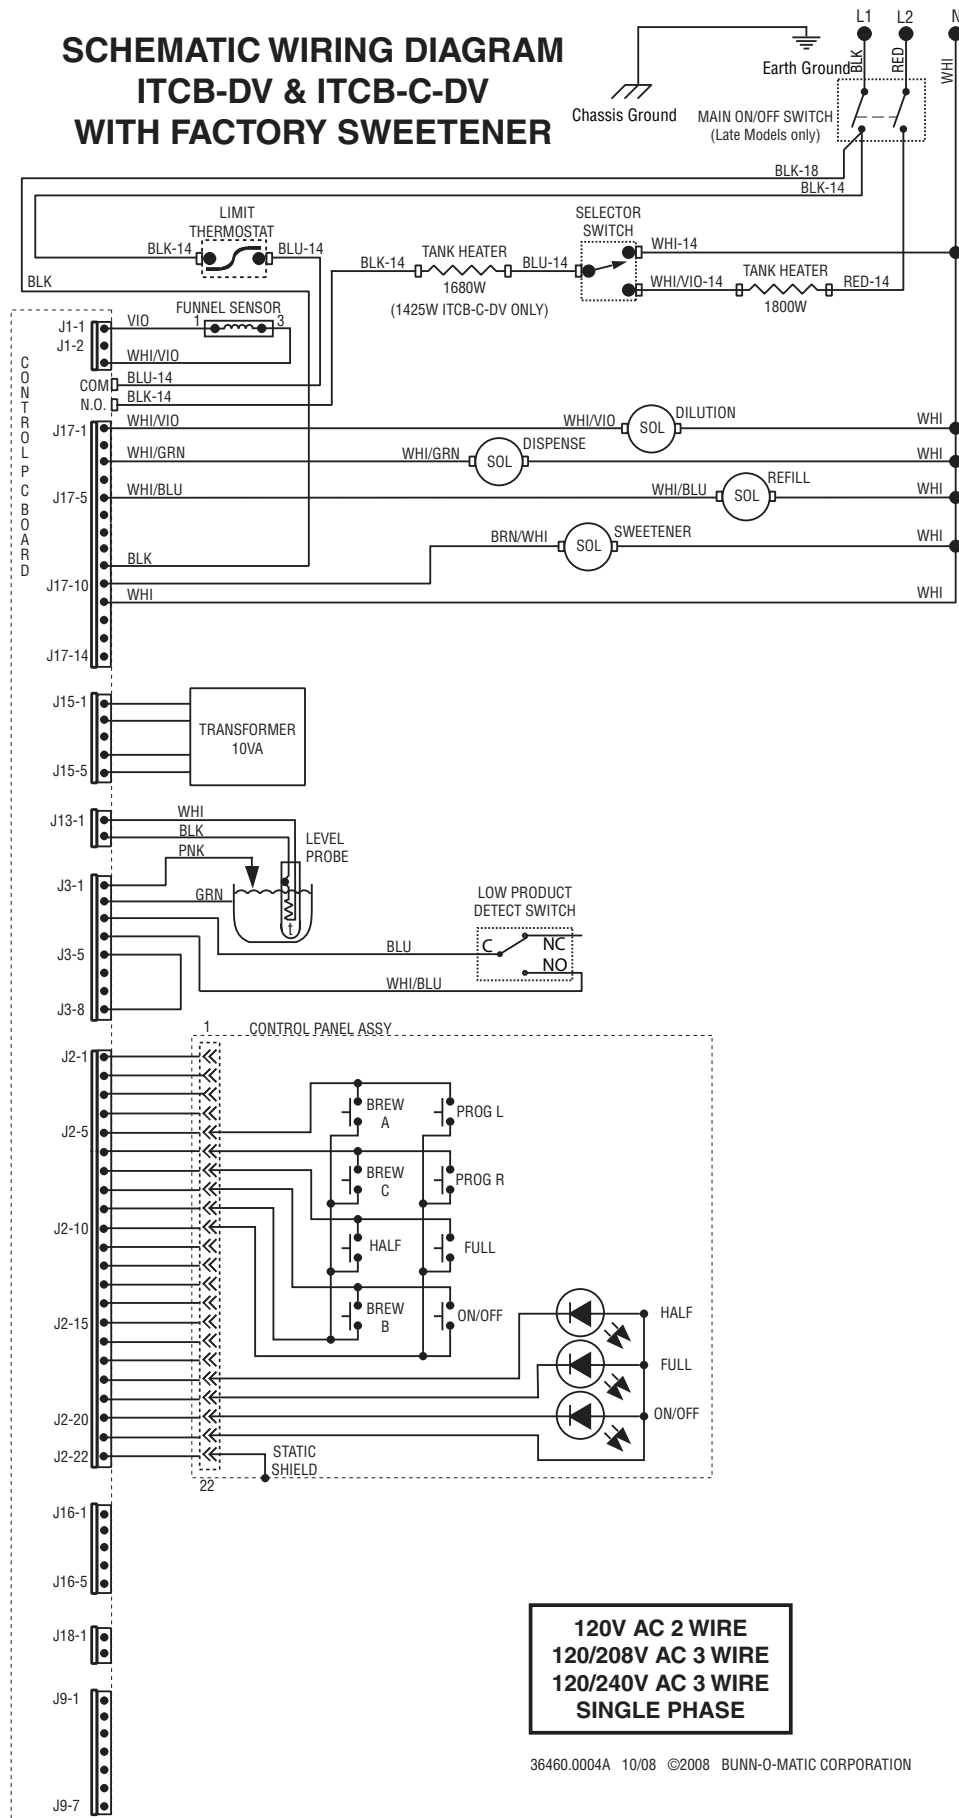 SCHEMATIC WIRING DIAGRAM
ITCB-DV & ITCB-C-DV
WITH FACTORY SWEETENER
L1
L2
N
Earth Ground
BLK
RED
WHI
Chassis Ground
MAIN ON/OFF SWITCH
(Late Models only)
BLK-18
BLK-14
LIMIT
THERMOSTAT
BLK-14
BLU-14
SELECTOR
SWITCH
WHI-14
BLK-14
TANK HEATER
1680W
(1425W ITCB-C-DV ONLY)
BLU-14
WHI/VIO-14
TANK HEATER
1800W
RED-14
BLK
CONTROL PC BOARD
J1-1
J1-2
VIO
FUNNEL SENSOR
1
3
WHI/VIO
COM
BLU-14
N.O.
BLK-14
J17-1
WHI/VIO
WHI/VIO
SOL
DILUTION
WHI
WHI/GRN
WHI/GRN
SOL
DISPENSE
WHI
J17-5
WHI/BLU
WHI/BLU
SOL
REFILL
WHI
BRN/WHI
SOL
SWEETENER
WHI
BLK
J17-10
WHI
WHI
J17-14
J15-1
TRANSFORMER
10VA
J15-5
J13-1
WHI
BLK
PNK
LEVEL
PROBE
J3-1
GRN
t
LOW PRODUCT
DETECT SWITCH
BLU
C
NC
NO
J3-5
WHI/BLU
J3-8
1
CONTROL PANEL ASSY
J2-1
BREW
A
PROG L
J2-5
BREW
C
PROG R
J2-10
HALF
FULL
BREW
B
ON/OFF
J2-15
HALF
FULL
ON/OFF
J2-20
J2-22
STATIC
SHIELD
22
J16-1
J16-5
J18-1
J9-1
J9-7
120V AC 2 WIRE
120/208V AC 3 WIRE
120/240V AC 3 WIRE
SINGLE PHASE
36460.0004A 10/08 ©2008 BUNN-O-MATIC CORPORATION